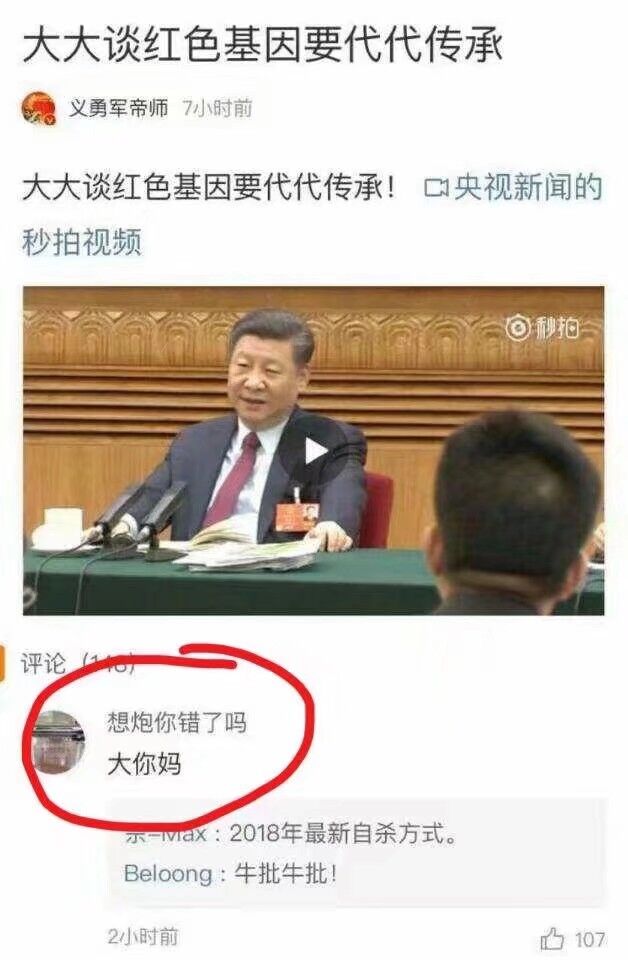 大大谈红色基因要代代传承
义勇军帝师 7小时前
大大谈红色基因要代代传承! 央视新闻的
秒拍视频
秒拍
评论 (148)
想炮你错了吗
大你妈
-Max：2018年最新自杀方式。
Beloong：牛批牛批!
2小时前 107